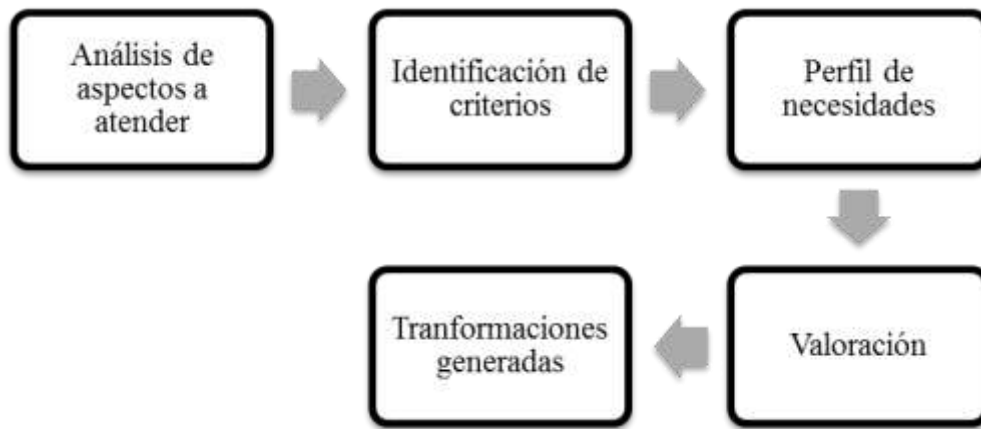 Análisis de
aspectos a
atender
Identificación de
criterios
Perfil de
necesidades
Valoración
Tranformaciones
generadas